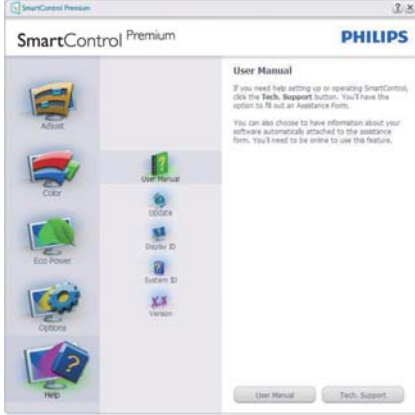 SmartControl Premium
? x
SmartControl Premium
PHILIPS
Adjust
Color
Eco Power
Options
Help
User Manual
Update
Display ID
System ID
Version
User Manual
If you need help setting up or operating SmartControl,
click the Tech. Support button. You'll have the
option to fill out an Assistance Form.
You can also choose to have information about your
software automatically attached to the assistance
form. You'll need to be online to use this feature.
User Manual
Tech. Support